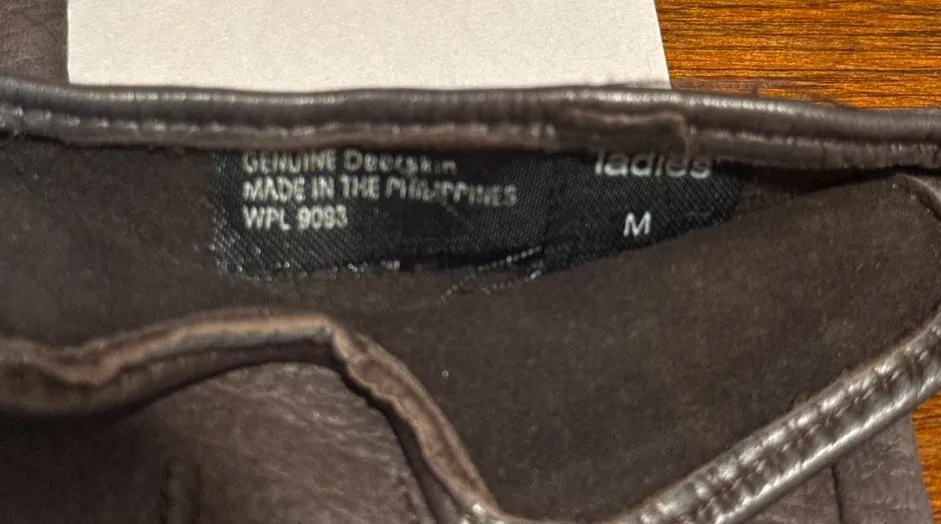 GENUINE Deerskin
MADE IN THE PHILIPPINES
WPL 9093
ladies'
M